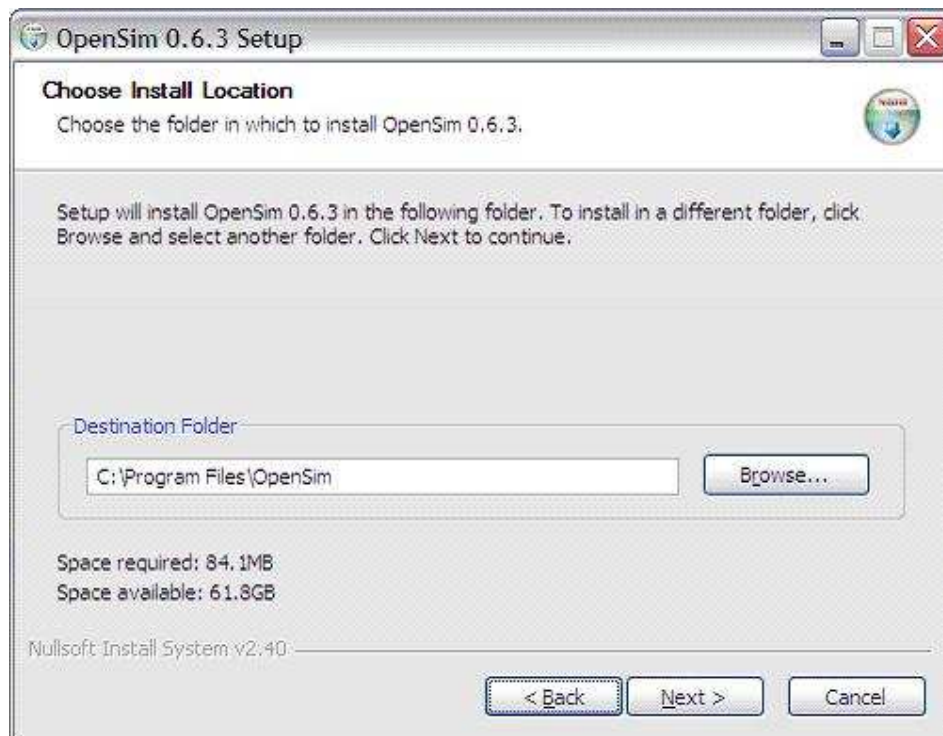 OpenSim 0.6.3 Setup
Choose Install Location
Choose the folder in which to install OpenSim 0.6.3.
Setup will install OpenSim 0.6.3 in the following folder. To install in a different folder, click
Browse and select another folder. Click Next to continue.
Destination Folder
C:\Program Files\OpenSim
Browse...
Space required: 84.1MB
Space available: 61.8GB
Nullsoft Install System v2.40
< Back
Next >
Cancel